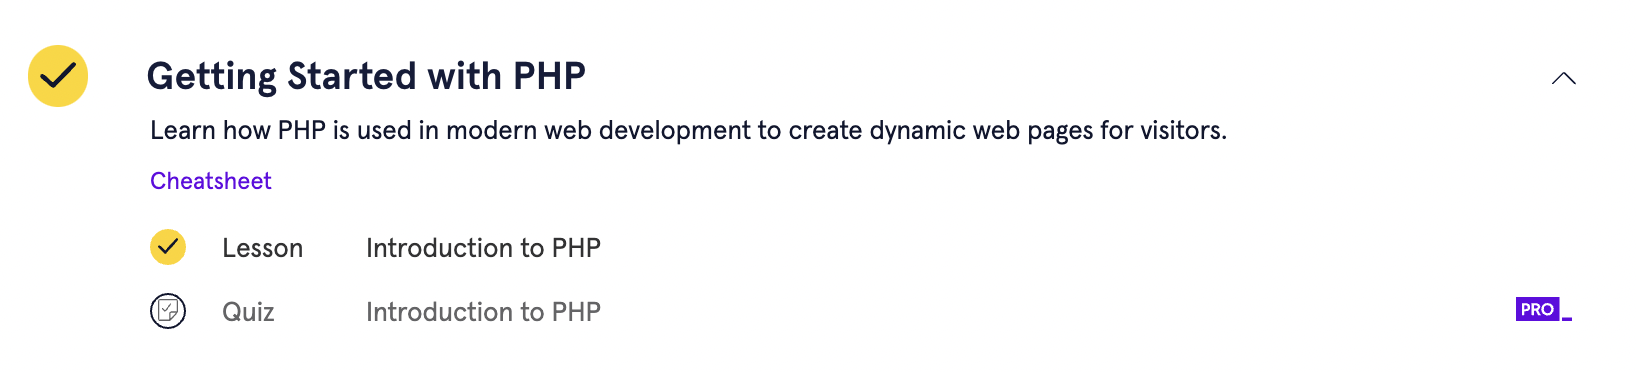 Getting Started with PHP
Learn how PHP is used in modern web development to create dynamic web pages for visitors.
Cheatsheet
Lesson Introduction to PHP
Quiz Introduction to PHP PRO_